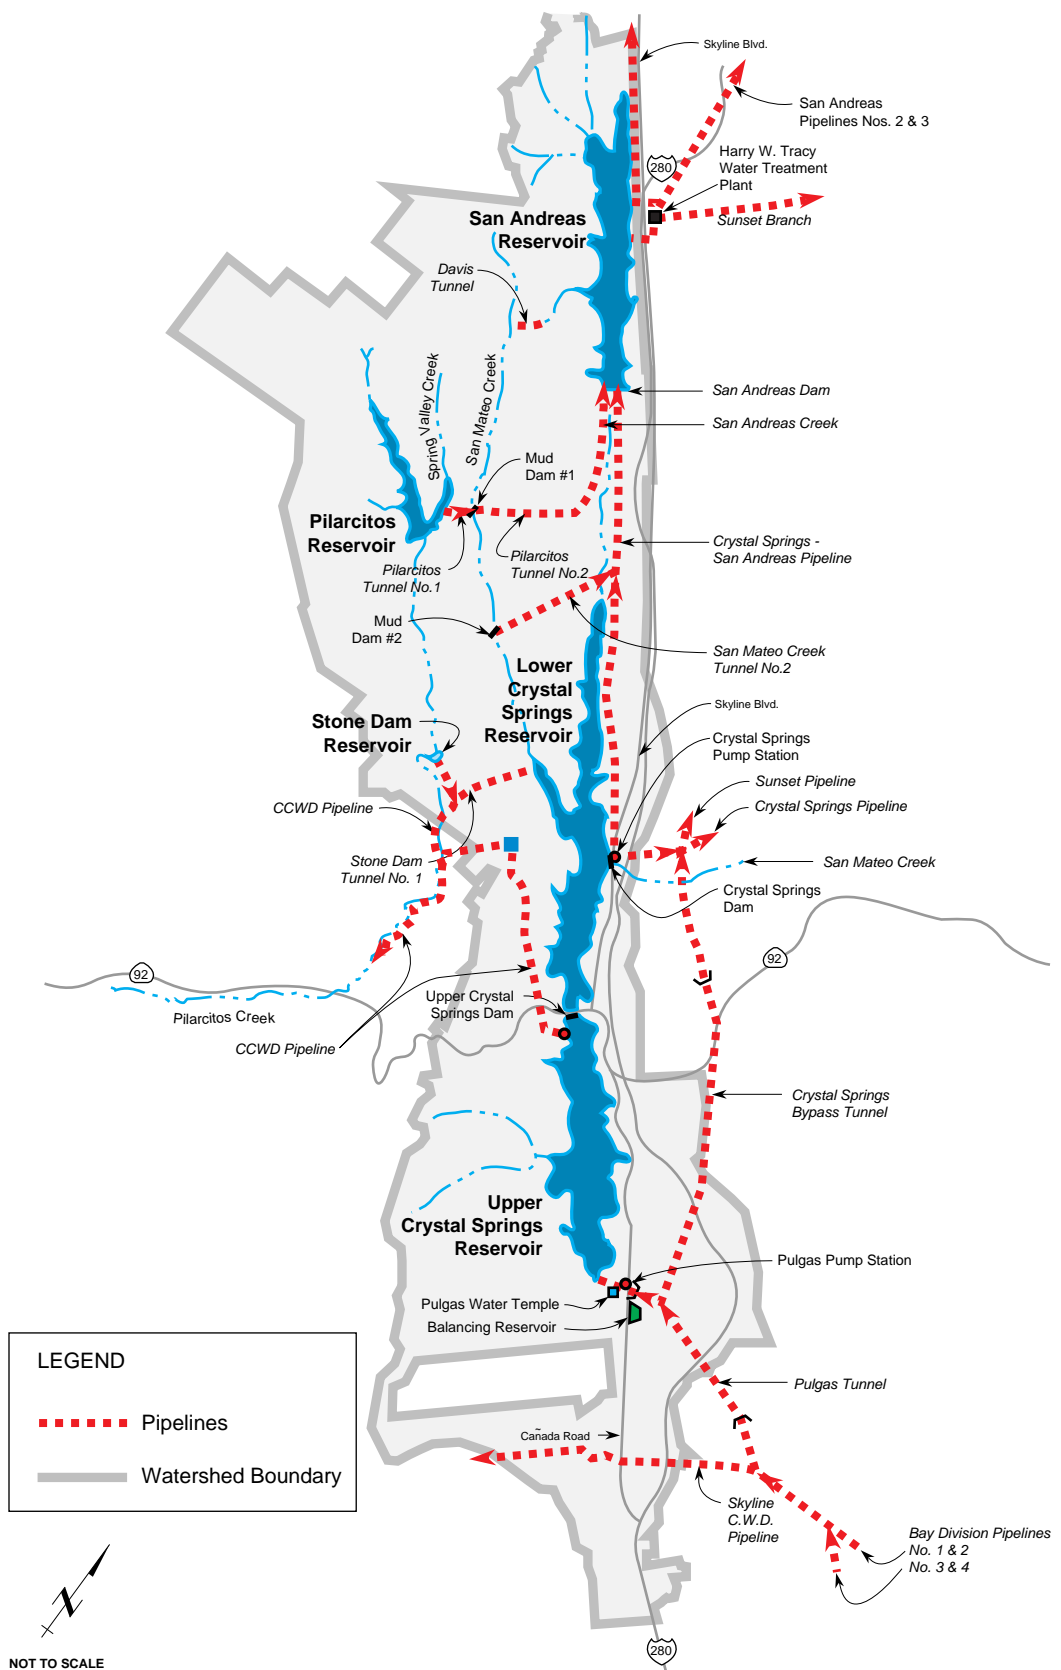 Skyline Blvd.
San Andreas
Pipelines Nos. 2 & 3
Harry W. Tracy
Water Treatment
Plant
280
Sunset Branch
San Andreas
Reservoir
Davis
Tunnel
Spring Valley Creek
San Mateo Creek
San Andreas Dam
San Andreas Creek
Mud
Dam #1
Pilarcitos
Reservoir
Pilarcitos
Tunnel No.1
Pilarcitos
Tunnel No.2
Crystal Springs -
San Andreas Pipeline
Mud
Dam #2
San Mateo Creek
Tunnel No.2
Lower
Crystal
Springs
Reservoir
Skyline Blvd.
Stone Dam
Reservoir
Crystal Springs
Pump Station
Sunset Pipeline
Crystal Springs Pipeline
CCWD Pipeline
Stone Dam
Tunnel No. 1
San Mateo Creek
Crystal Springs
Dam
92
92
Upper Crystal
Springs Dam
Pilarcitos Creek
CCWD Pipeline
Crystal Springs
Bypass Tunnel
Upper
Crystal Springs
Reservoir
Pulgas Pump Station
Pulgas Water Temple
Balancing Reservoir
LEGEND
Pipelines
Watershed Boundary
Pulgas Tunnel
Cañada Road
Skyline
C.W.D.
Pipeline
Bay Division Pipelines
No. 1 & 2
No. 3 & 4
N
280
NOT TO SCALE